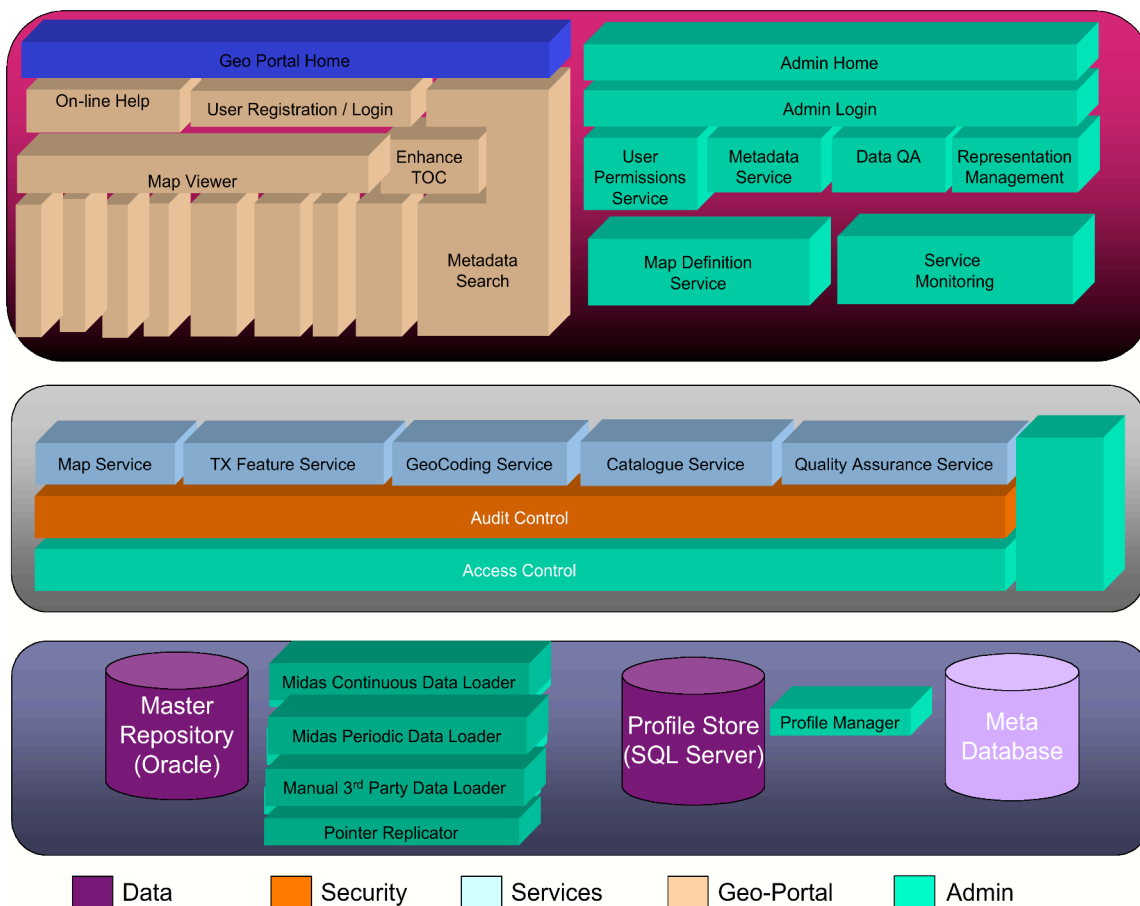 Geo Portal Home
Admin Home
On-line Help
User Registration / Login
Admin Login
Map Viewer
Enhance
TOC
User
Permissions
Service
Metadata
Service
Data QA
Representation
Management
Metadata
Search
Map Definition
Service
Service
Monitoring
Map Service
TX Feature Service
GeoCoding Service
Catalogue Service
Quality Assurance Service
Audit Control
Access Control
Master
Repository
(Oracle)
Midas Continuous Data Loader
Midas Periodic Data Loader
Manual 3rd Party Data Loader
Pointer Replicator
Profile Store
(SQL Server)
Profile Manager
Meta
Database
Data
Security
Services
Geo-Portal
Admin